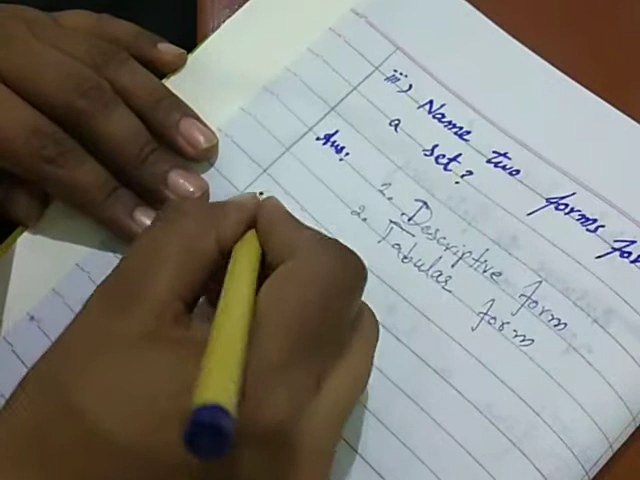 iii) Name two forms for
a set?
Ans:
1. Descriptive form
2. Tabular form